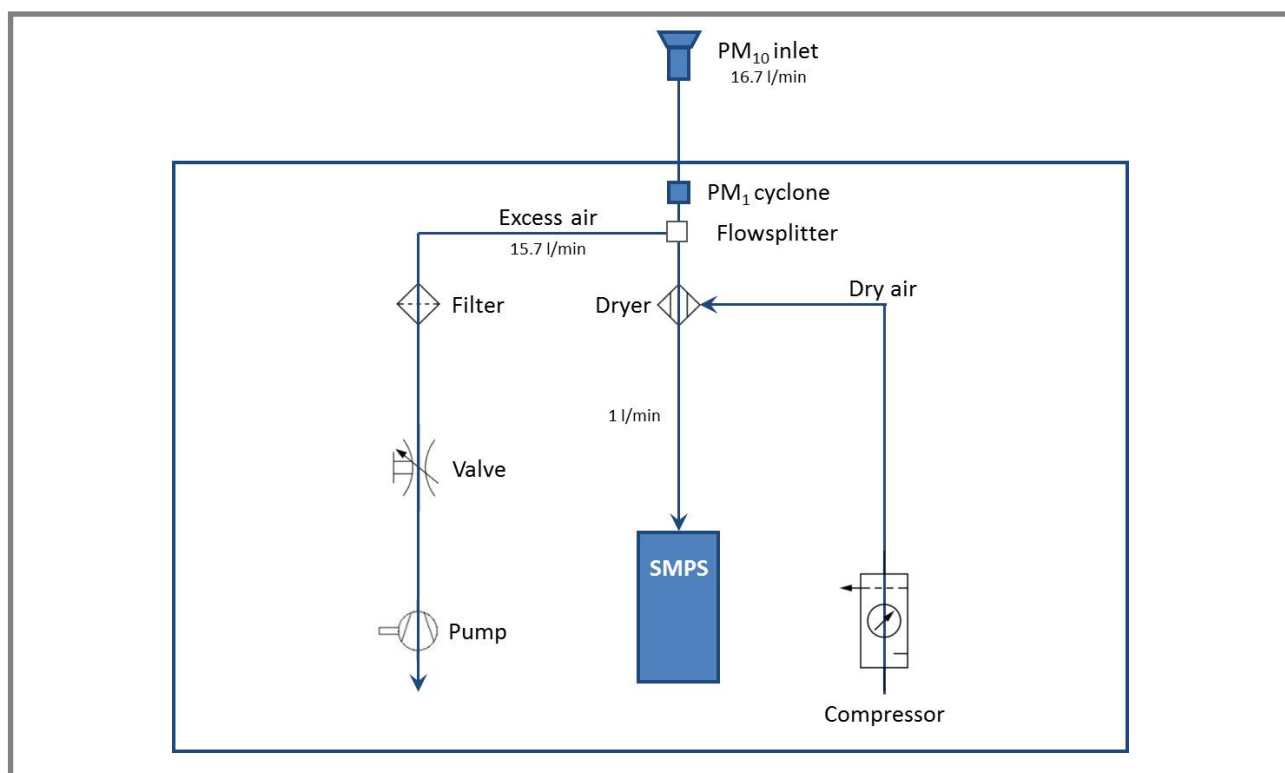 PM₁₀ inlet
16.7 l/min
PM₁ cyclone
Excess air
Flowsplitter
15.7 l/min
Dry air
Filter
Dryer
1 l/min
Valve
SMPS
Pump
Compressor